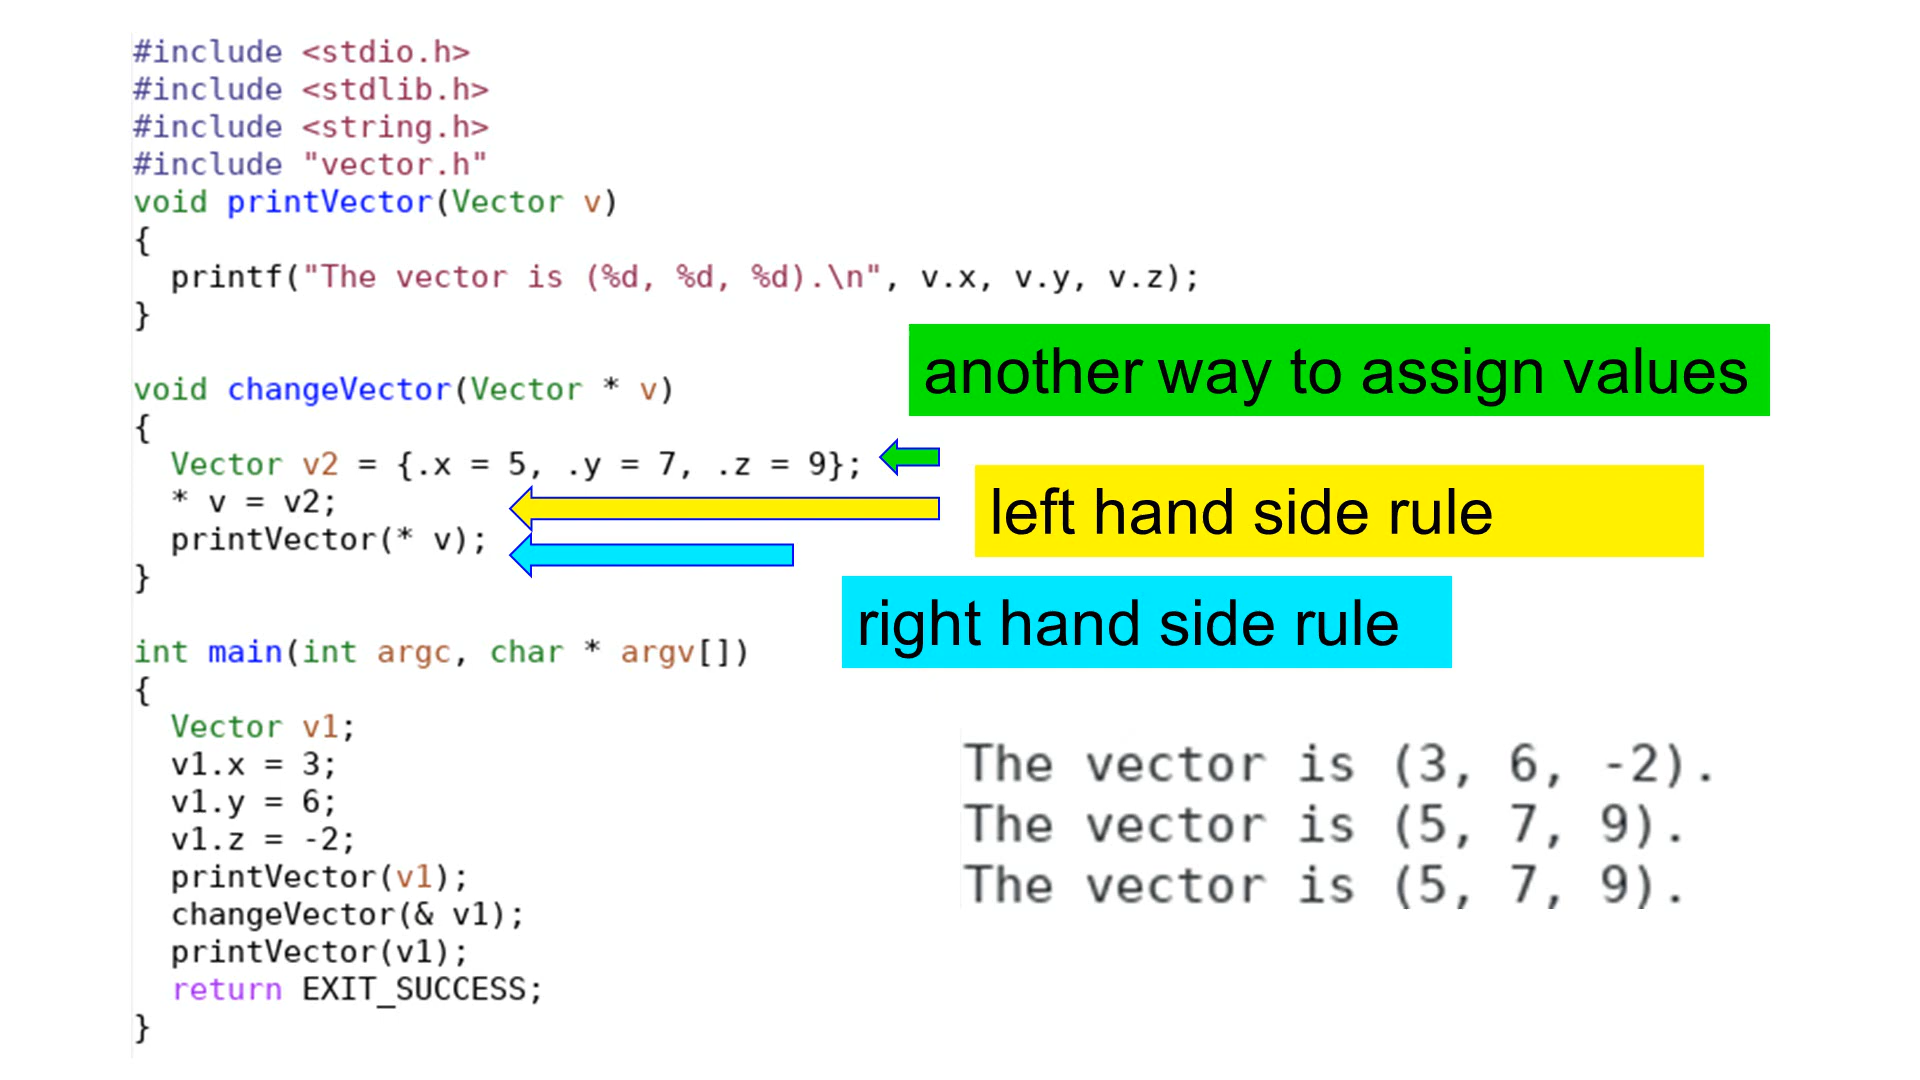 #include <stdio.h>
#include <stdlib.h>
#include <string.h>
#include "vector.h"
void printVector(Vector v)
{
  printf("The vector is (%d, %d, %d).\n", v.x, v.y, v.z);
}
void changeVector(Vector * v)
{
  Vector v2 = {.x = 5, .y = 7, .z = 9};
  * v = v2;
  printVector(* v);
}
int main(int argc, char * argv[])
{
  Vector v1;
  v1.x = 3;
  v1.y = 6;
  v1.z = -2;
  printVector(v1);
  changeVector(& v1);
  printVector(v1);
  return EXIT_SUCCESS;
}
another way to assign values
left hand side rule
right hand side rule
The vector is (3, 6, -2).
The vector is (5, 7, 9).
The vector is (5, 7, 9).